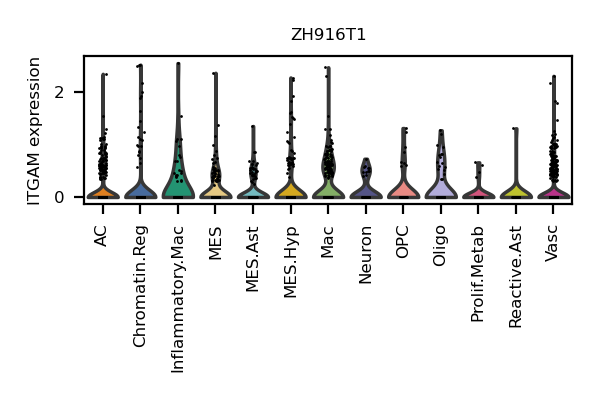 ZH916T1
ITGAM expression
2
0
AC
Chromatin.Reg
Inflammatory.Mac
MES
MES.Ast
MES.Hyp
Mac
Neuron
OPC
Oligo
Prolif.Metab
Reactive.Ast
Vasc